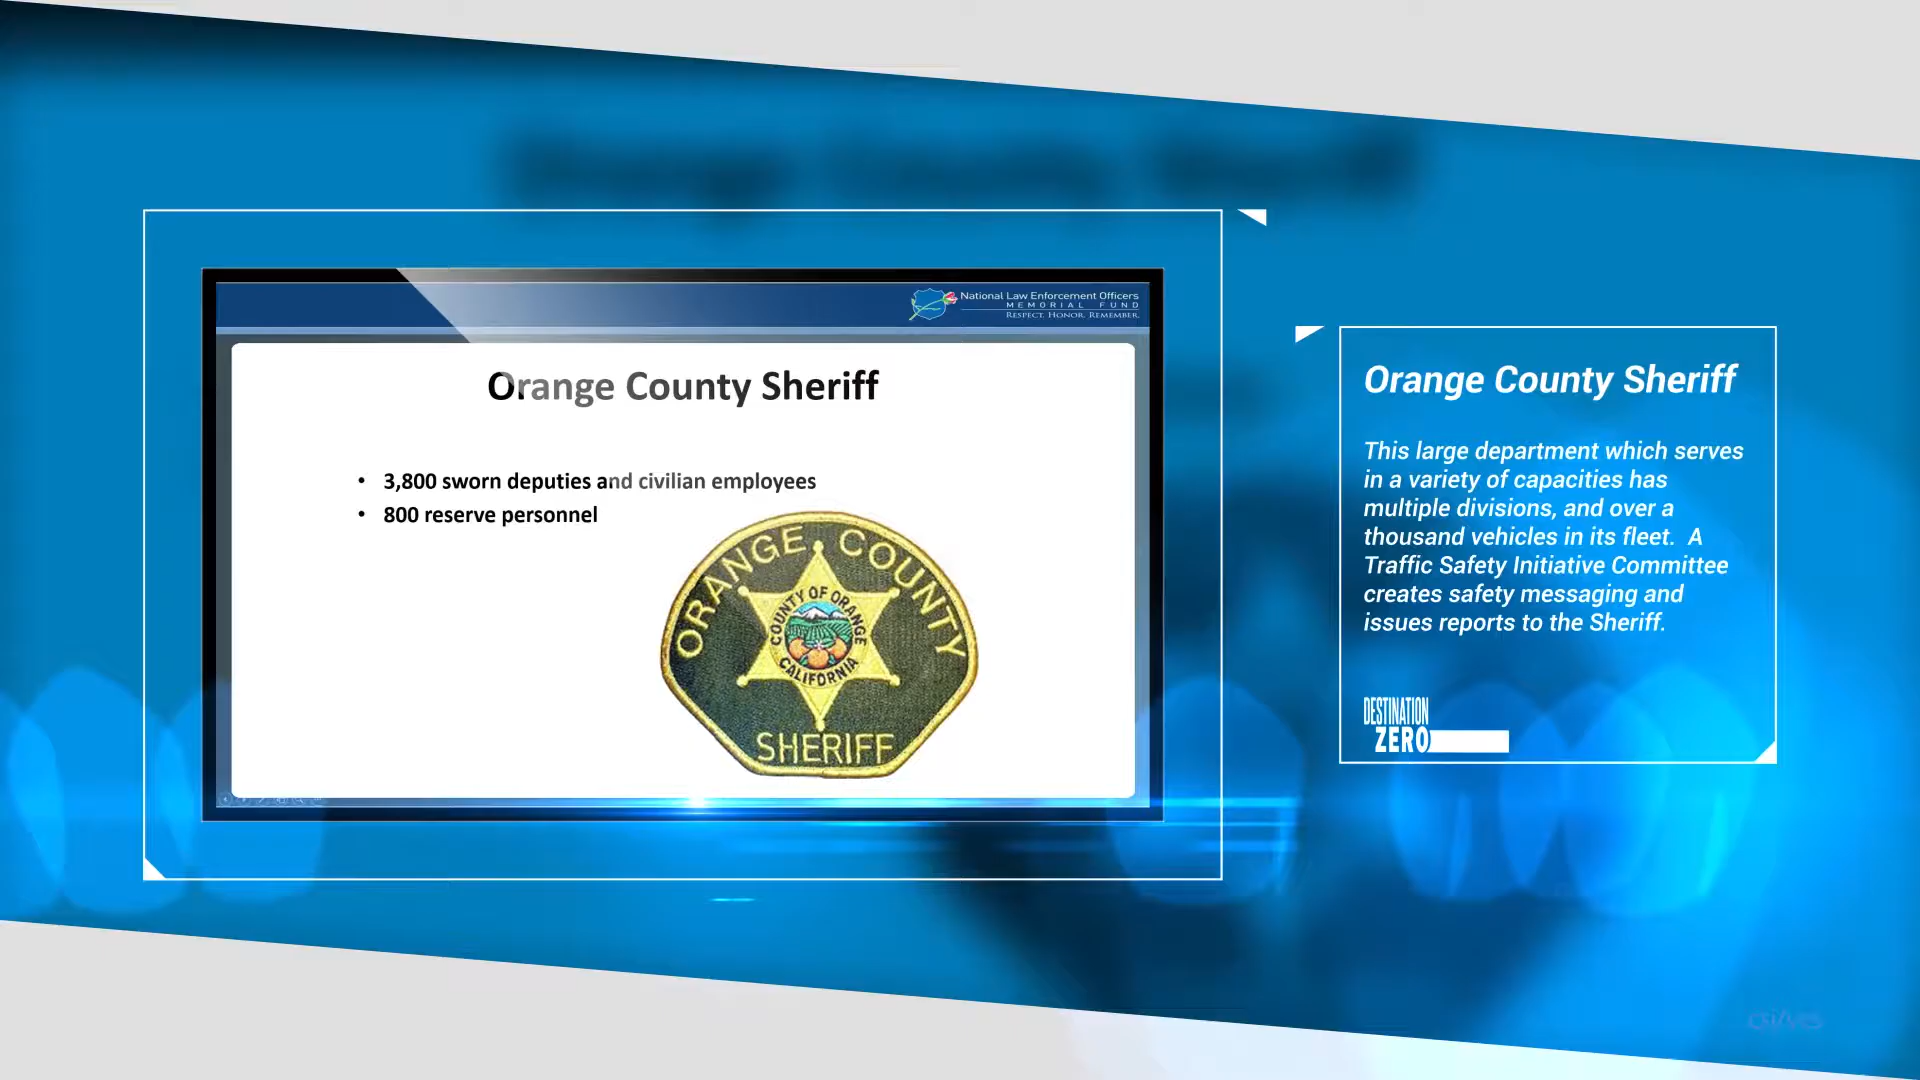 National Law Enforcement Officers
MEMORIAL FUND
RESPECT. HONOR. REMEMBER.
Orange County Sheriff
• 3,800 sworn deputies and civilian employees
• 800 reserve personnel
ORANGE COUNTY
COUNTY OF ORANGE
CALIFORNIA
SHERIFF
Orange County Sheriff
This large department which serves
in a variety of capacities has
multiple divisions, and over a
thousand vehicles in its fleet. A
Traffic Safety Initiative Committee
creates safety messaging and
issues reports to the Sheriff.
DESTINATION
ZERO